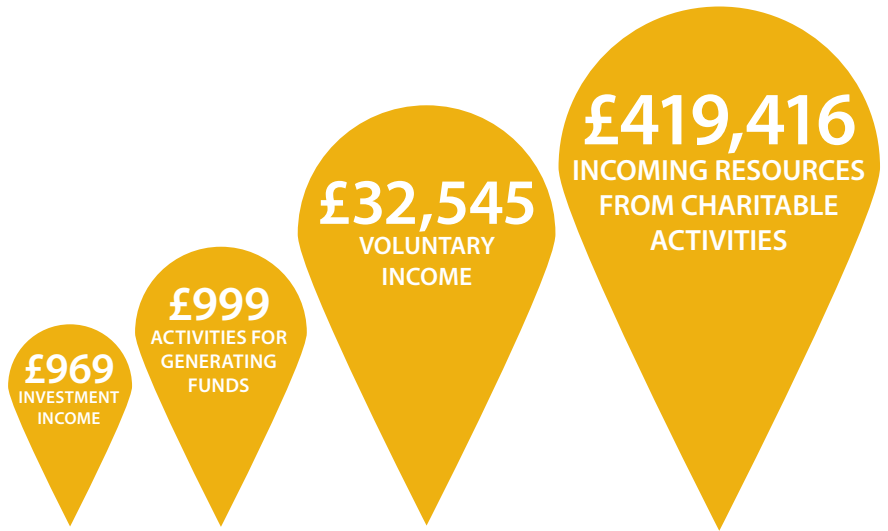 £969
INVESTMENT
INCOME
£999
ACTIVITIES FOR
GENERATING
FUNDS
£32,545
VOLUNTARY
INCOME
£419,416
INCOMING RESOURCES
FROM CHARITABLE
ACTIVITIES